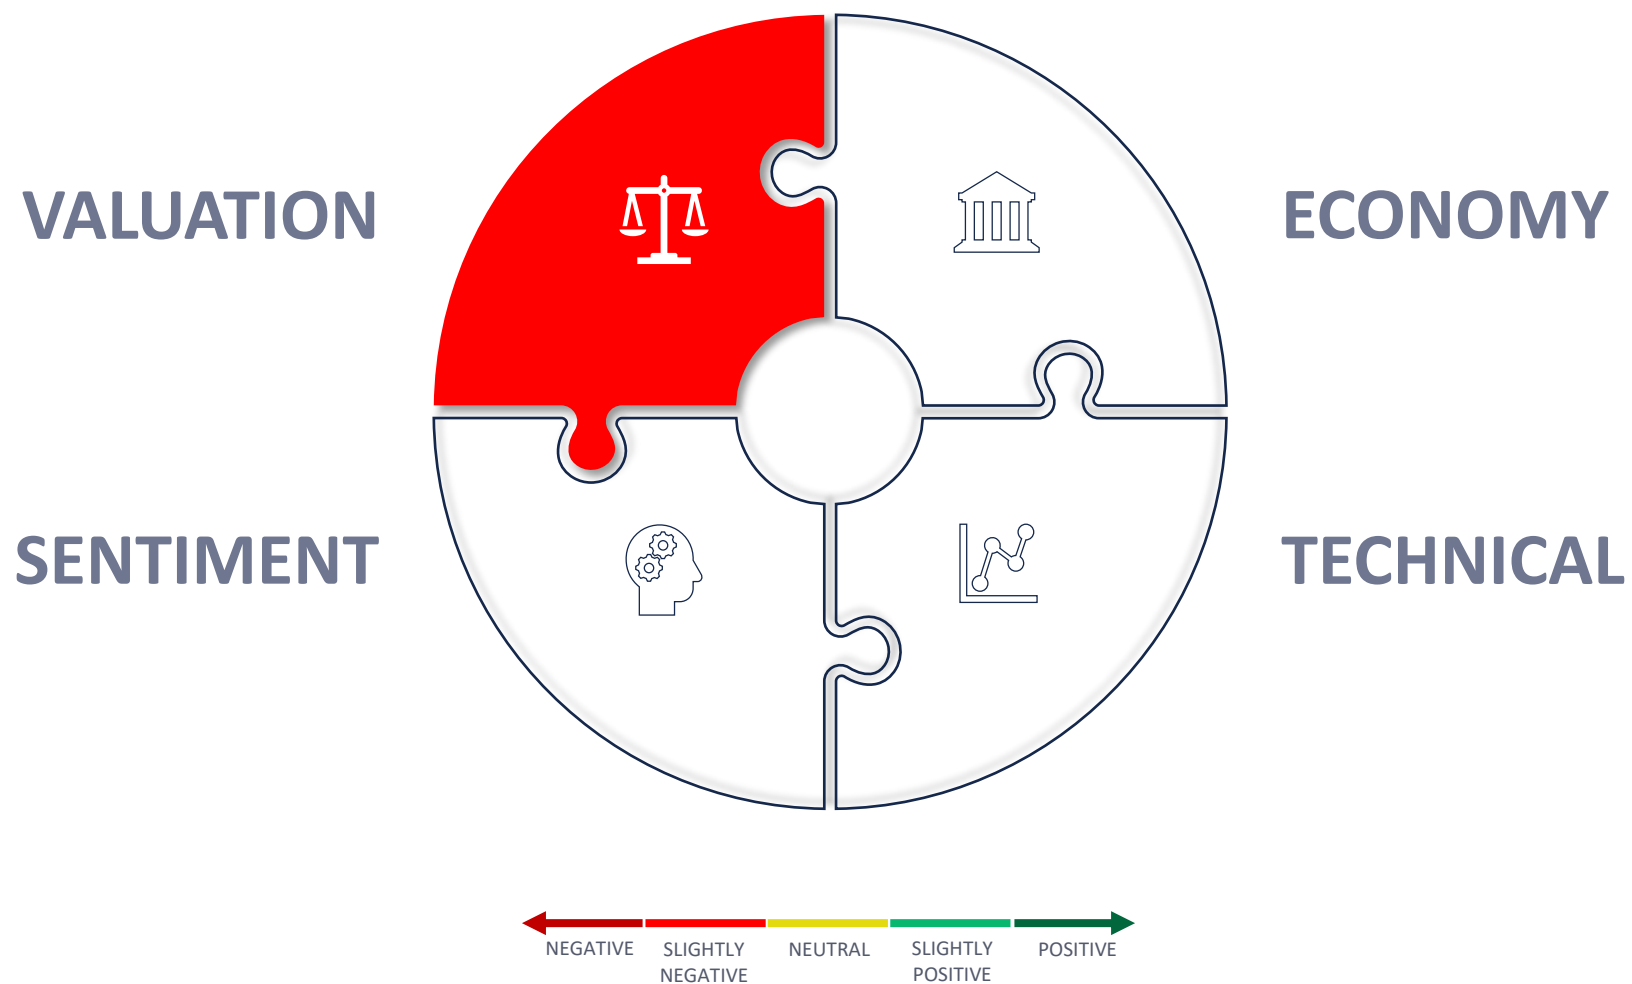 VALUATION
ECONOMY
SENTIMENT
TECHNICAL
NEGATIVE
SLIGHTLY
NEGATIVE
NEUTRAL
SLIGHTLY
POSITIVE
POSITIVE